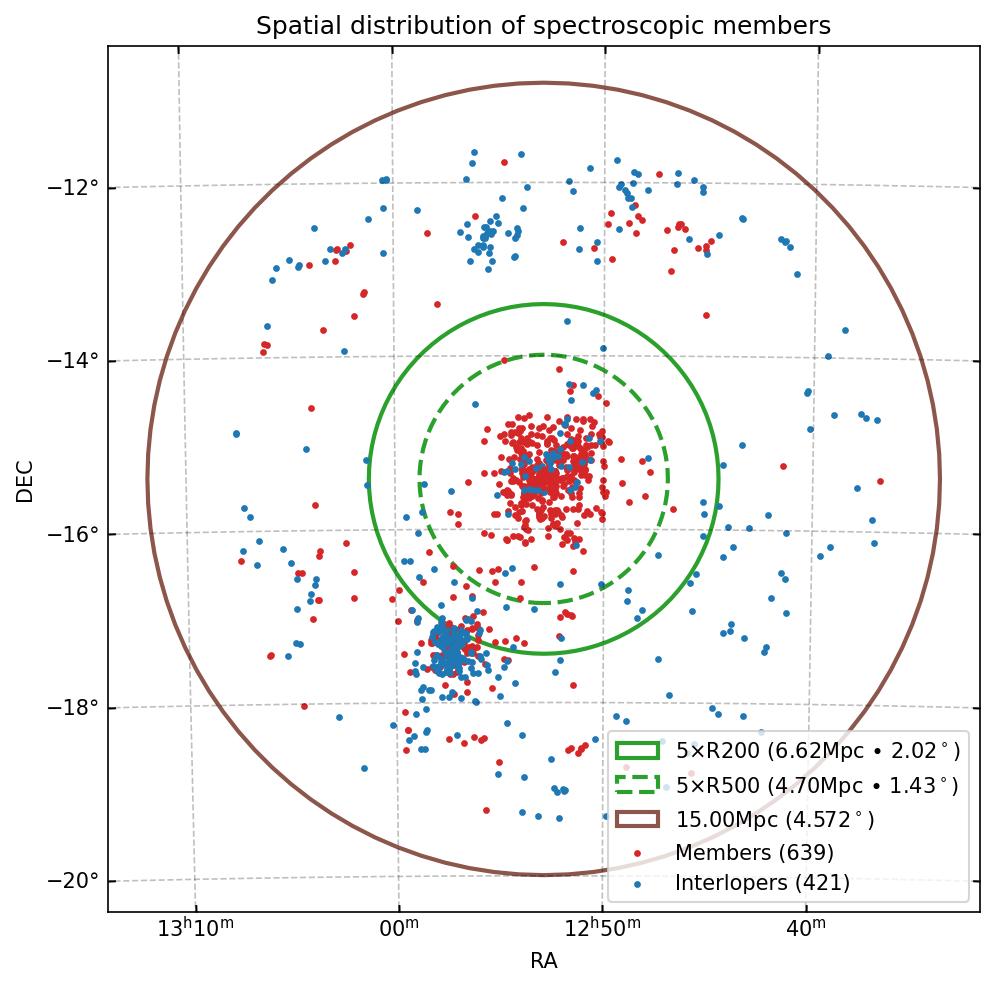 Spatial distribution of spectroscopic members
DEC
−12°
−14°
−16°
−18°
−20°
5×R200 (6.62Mpc • 2.02°)
5×R500 (4.70Mpc • 1.43°)
15.00Mpc (4.572°)
Members (639)
Interlopers (421)
13h10m 00m 12h50m 40m
RA